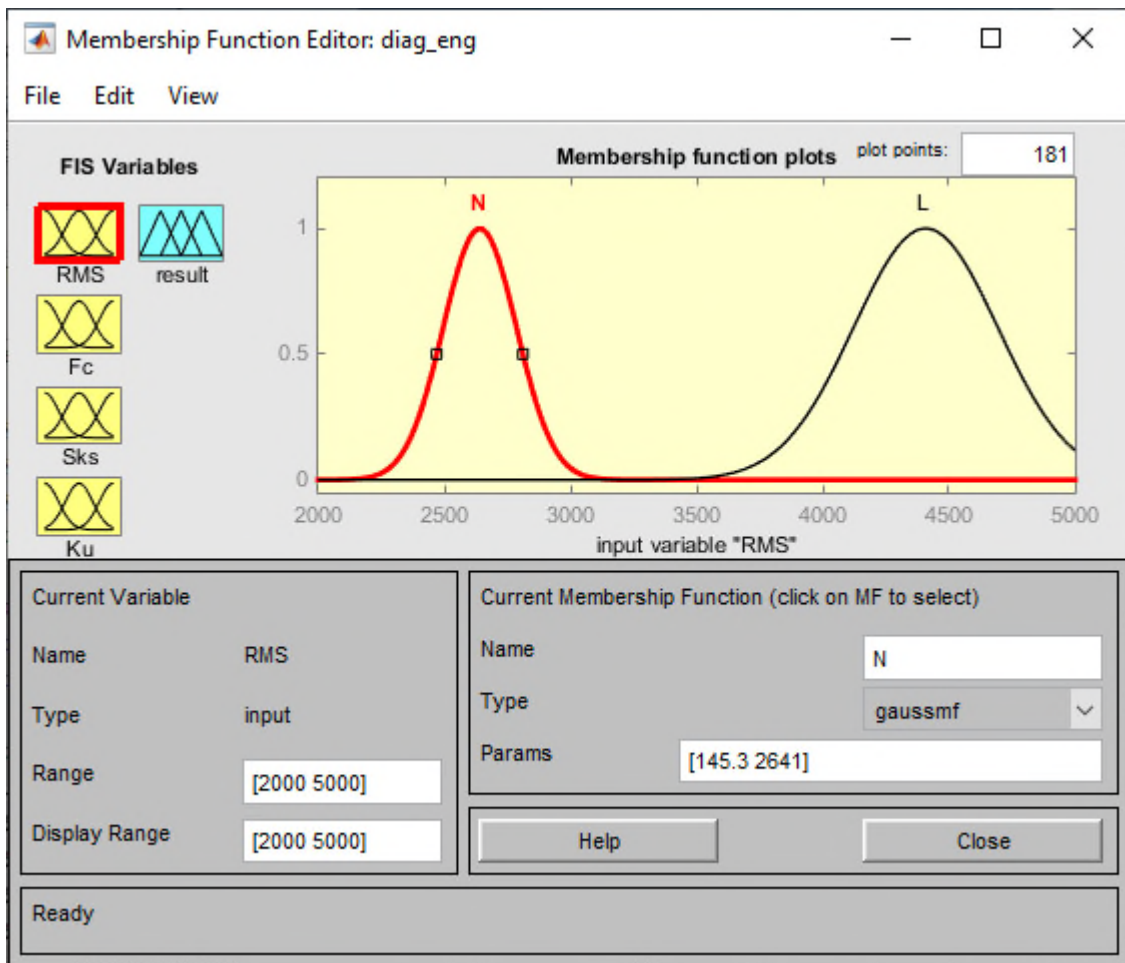 Membership Function Editor: diag_eng
File Edit View
FIS Variables
RMS
result
Fc
Sks
Ku
Membership function plots
plot points:
181
N
L
1
0.5
0
2000 2500 3000 3500 4000 4500 5000
input variable "RMS"
Current Variable
Name RMS
Type input
Range [2000 5000]
Display Range [2000 5000]
Current Membership Function (click on MF to select)
Name N
Type gaussmf
Params [145.3 2641]
Help Close
Ready